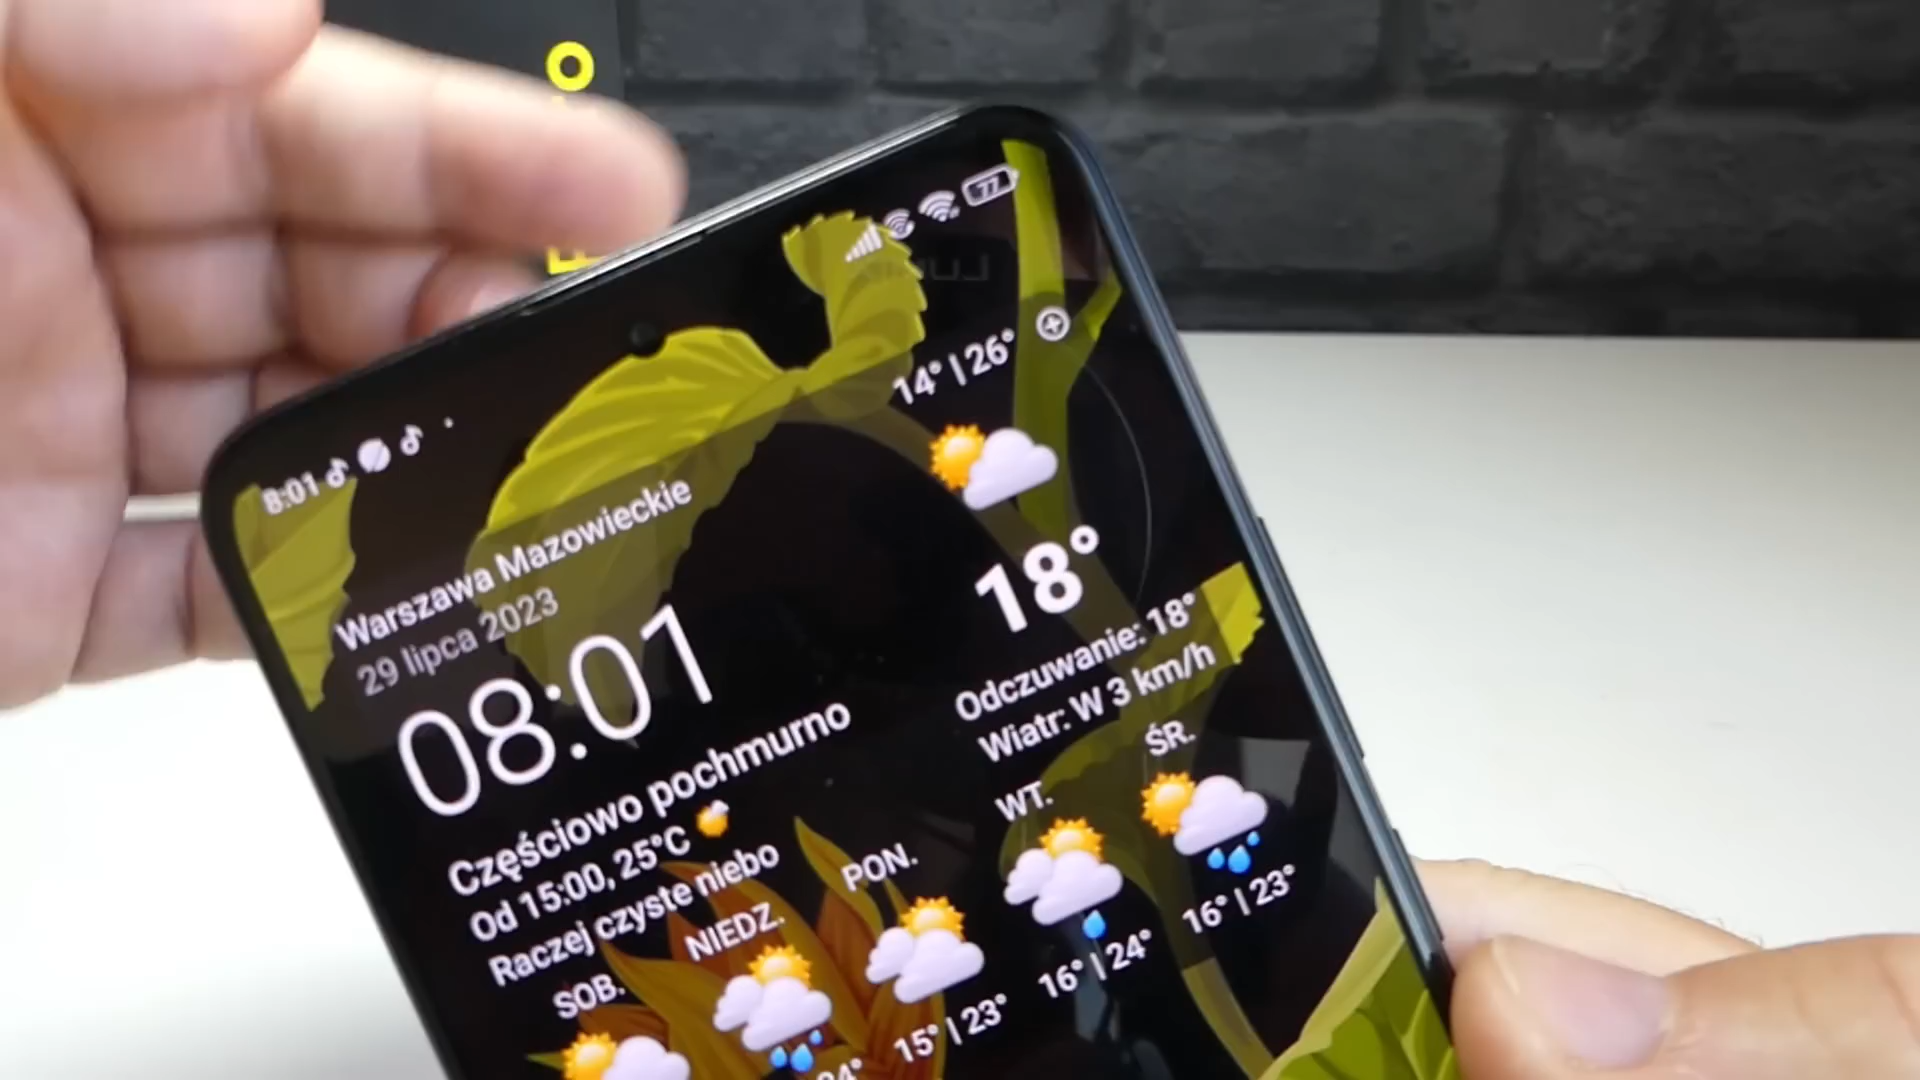 8:01
77
14° | 26°
Warszawa Mazowieckie
29 lipca 2023
08:01
18°
Odczuwanie: 18°
Wiatr: W 3 km/h
Częściowo pochmurno
Od 15:00, 25°C
Raczej czyste niebo
SOB.
NIEDZ.
PON.
WT.
ŚR.
24°
15° | 23°
16° | 24°
16° | 23°